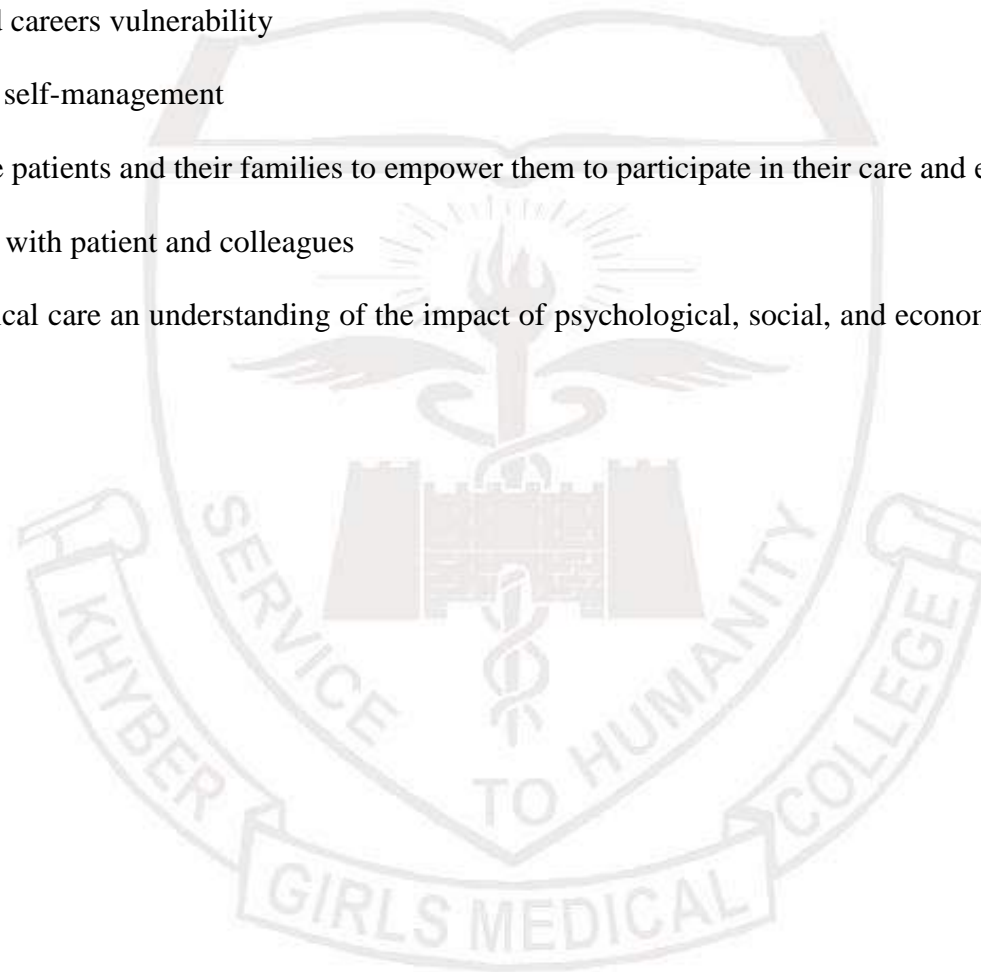 careers vulnerability
self-management
patients and their families to empower them to participate in their care and
with patient and colleagues
care an understanding of the impact of psychological, social, and
SERVICE TO HUMANITY
KHYBER GIRLS MEDICAL COLLEGE